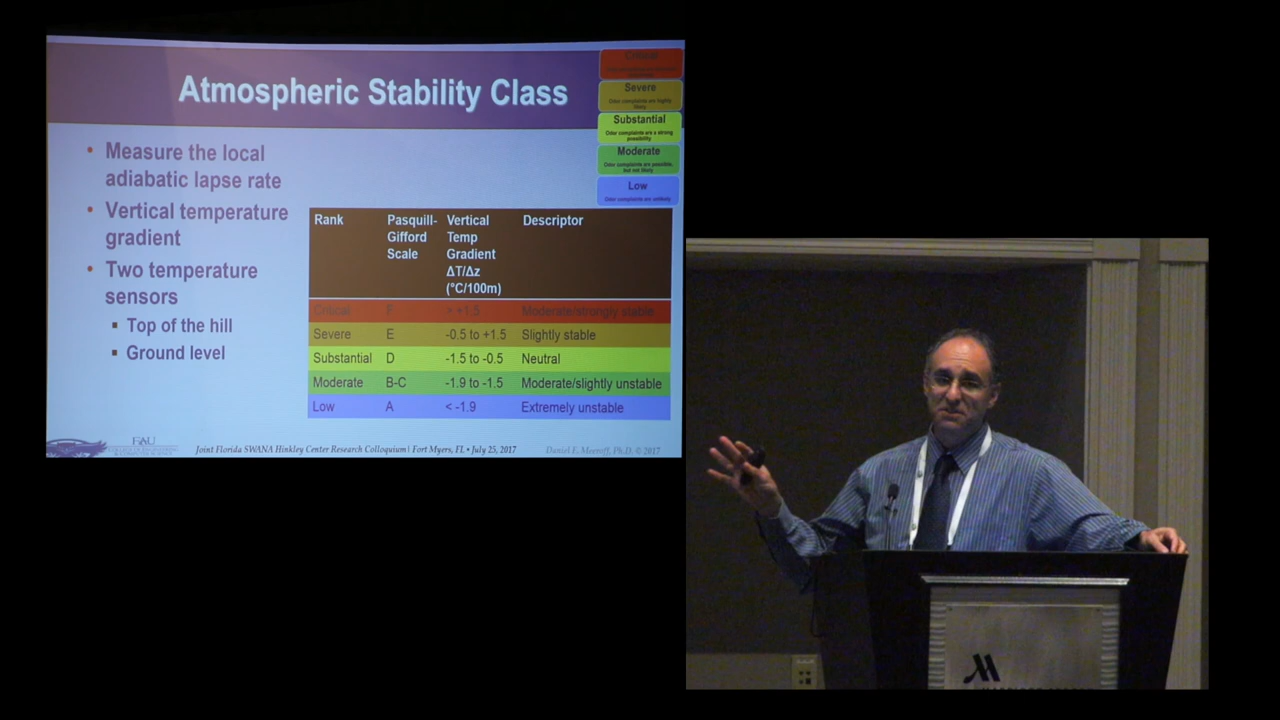 Atmospheric Stability Class
Critical
Severe
Odor complaints are highly
likely
Substantial
Odor complaints are a strong
possibility
Moderate
Odor complaints are possible,
but not likely
Low
Odor complaints are unlikely
• Measure the local
adiabatic lapse rate
• Vertical temperature
gradient
• Two temperature
sensors
▪ Top of the hill
▪ Ground level
Rank Pasquill- Vertical Descriptor
Gifford Temp
Scale Gradient
ΔT/Δz
(°C/100m)
Critical F > +1.5 Moderate/strongly stable
Severe E -0.5 to +1.5 Slightly stable
Substantial D -1.5 to -0.5 Neutral
Moderate B-C -1.9 to -1.5 Moderate/slightly unstable
Low A < -1.9 Extremely unstable
FAU
Joint Florida SWANA Hinkley Center Research Colloquium | Fort Myers, FL • July 25, 2017 Daniel E. Meeroff, Ph.D. © 2017